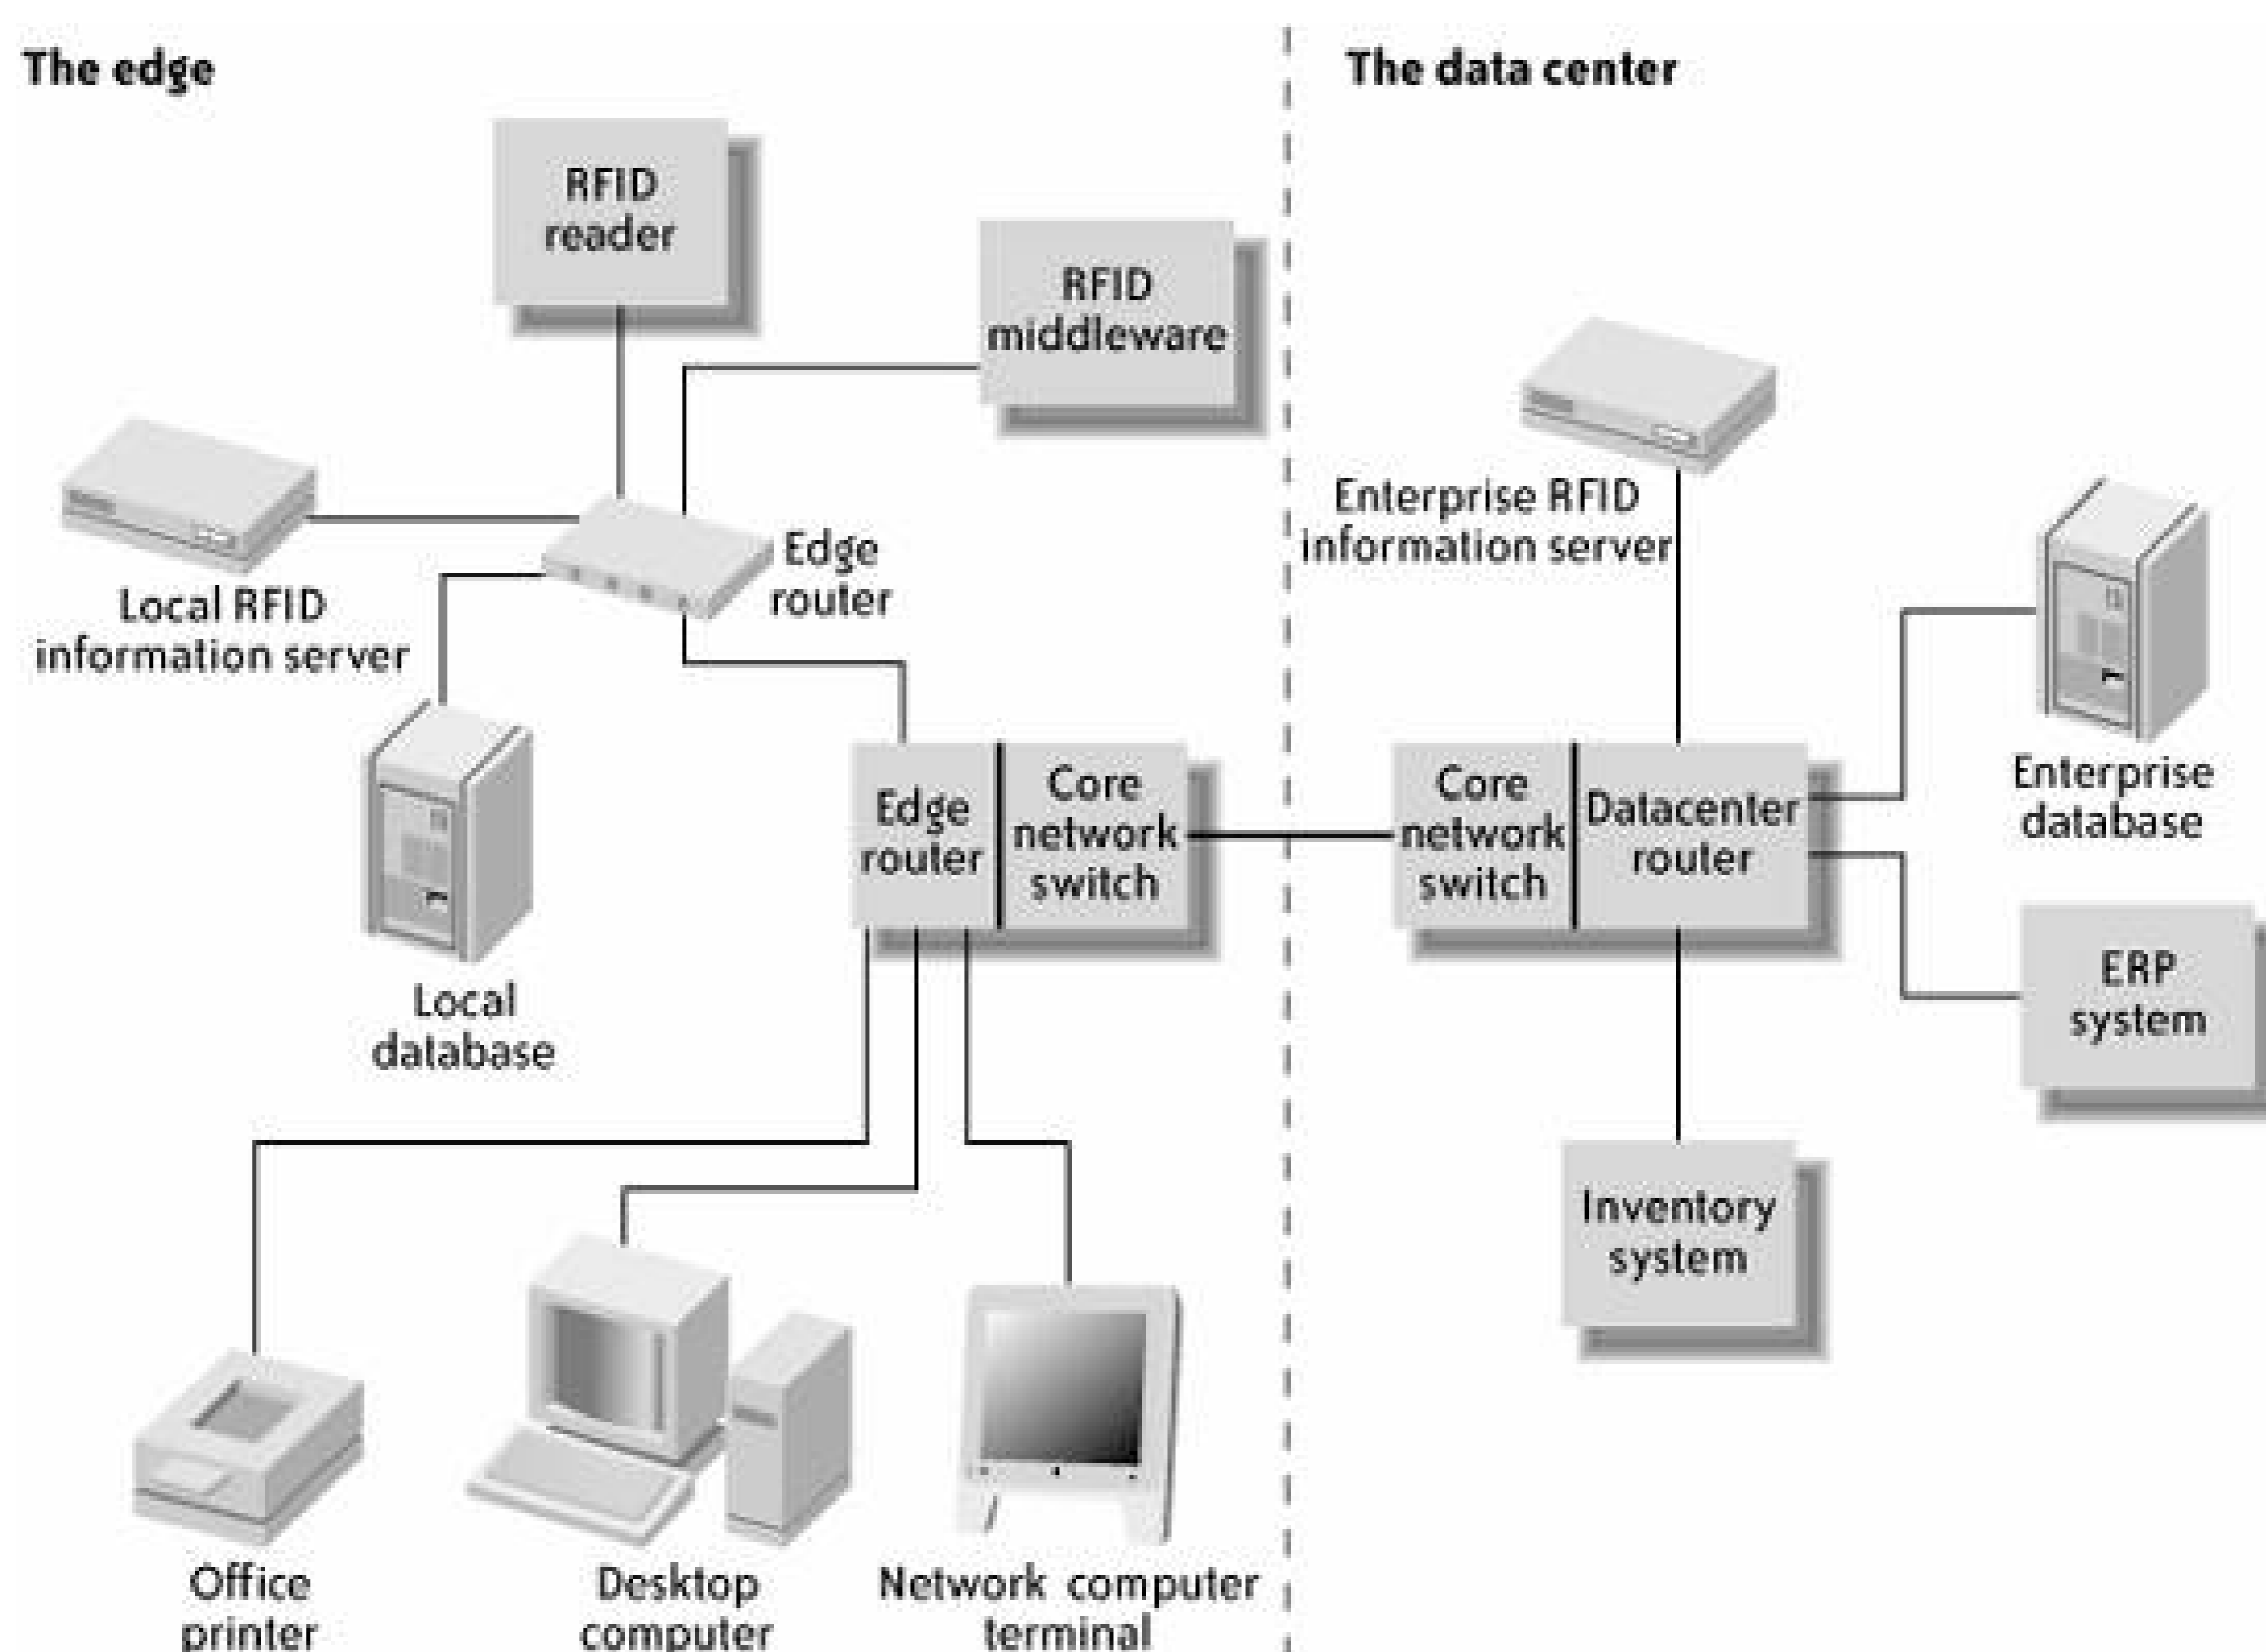 The edge
The data center
RFID
reader
RFID
middleware
Enterprise RFID
information server
Edge
router
Local RFID
information server
Enterprise
database
Edge
router
Core
network
switch
Core
network
switch
Datacenter
router
ERP
system
Local
database
Inventory
system
Office
printer
Desktop
computer
Network computer
terminal